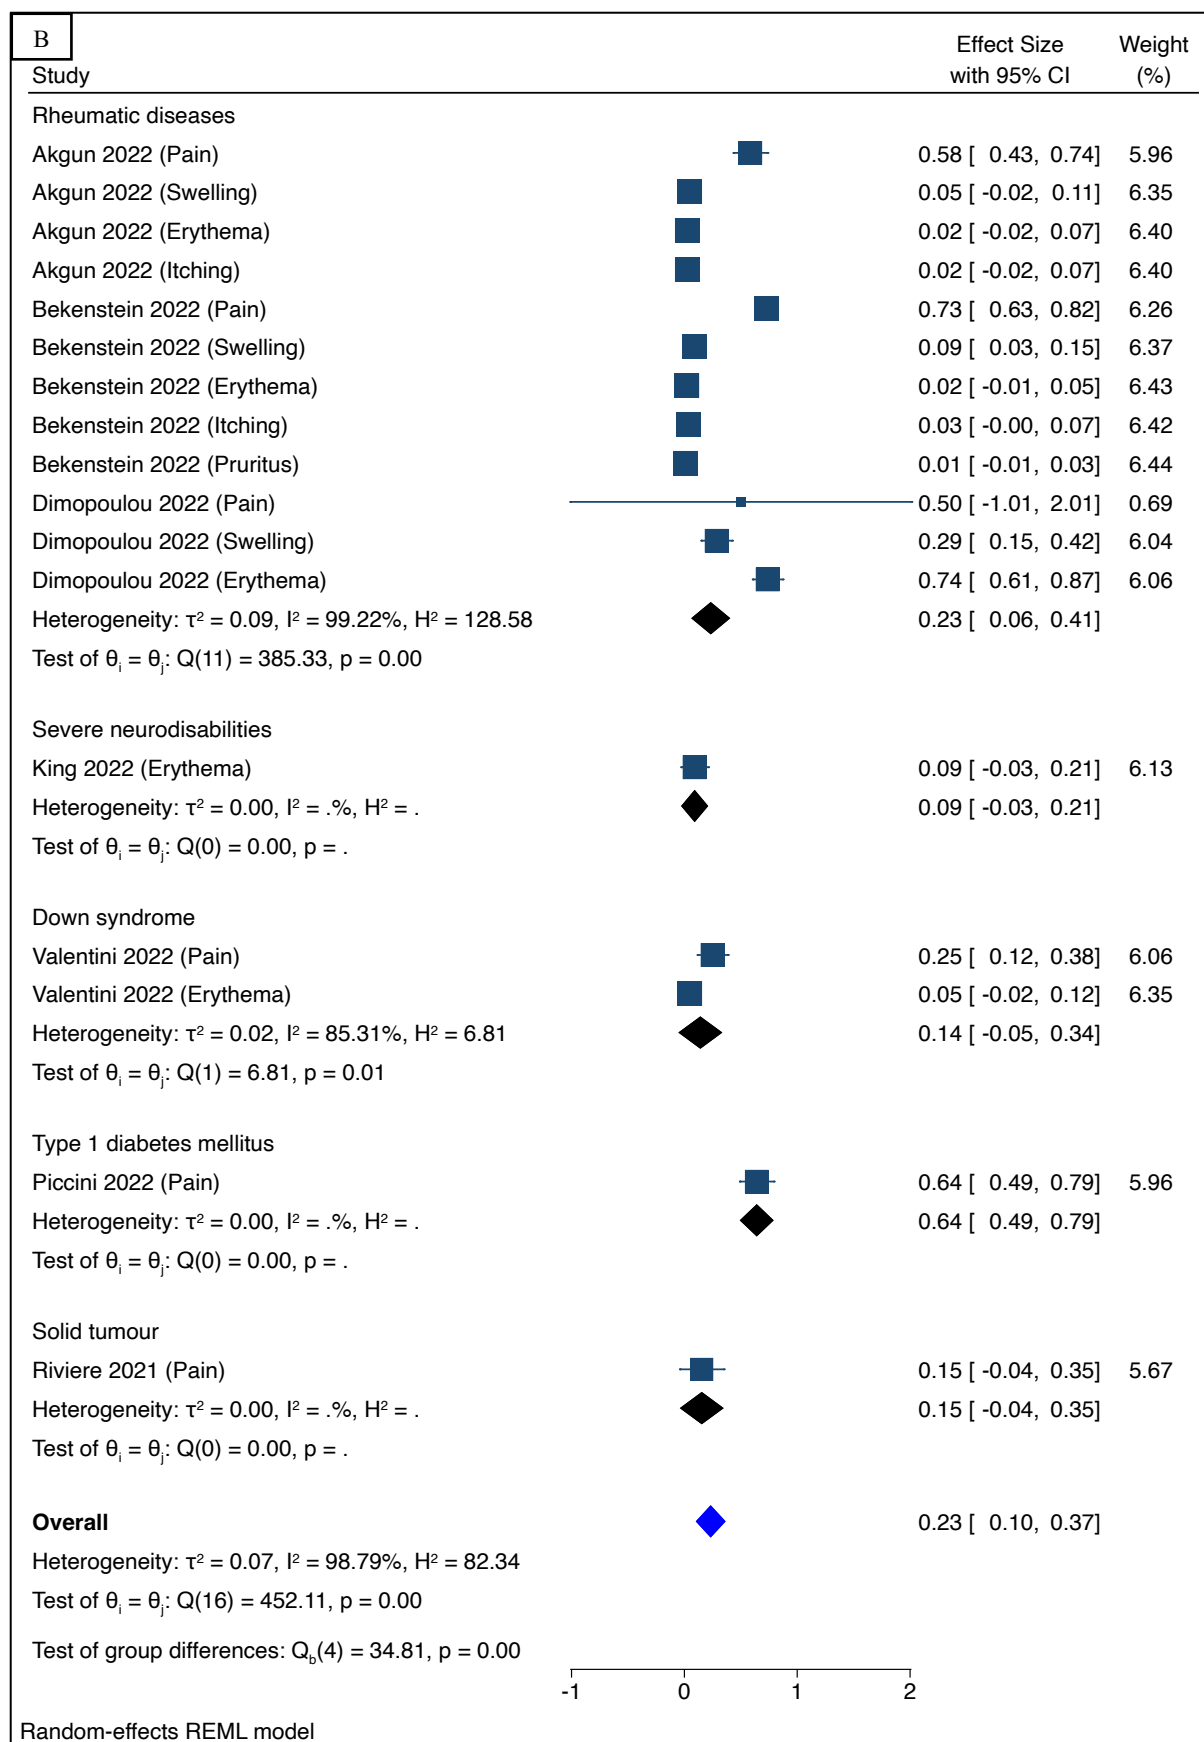 B
Effect Size Weight
Study with 95% CI (%)
Rheumatic diseases
Akgun 2022 (Pain) 0.58 [ 0.43, 0.74] 5.96
Akgun 2022 (Swelling) 0.05 [ -0.02, 0.11] 6.35
Akgun 2022 (Erythema) 0.02 [ -0.02, 0.07] 6.40
Akgun 2022 (Itching) 0.02 [ -0.02, 0.07] 6.40
Bekenstein 2022 (Pain) 0.73 [ 0.63, 0.82] 6.26
Bekenstein 2022 (Swelling) 0.09 [ 0.03, 0.15] 6.37
Bekenstein 2022 (Erythema) 0.02 [ -0.01, 0.05] 6.43
Bekenstein 2022 (Itching) 0.03 [ -0.00, 0.07] 6.42
Bekenstein 2022 (Pruritus) 0.01 [ -0.01, 0.03] 6.44
Dimopoulou 2022 (Pain) 0.50 [ -1.01, 2.01] 0.69
Dimopoulou 2022 (Swelling) 0.29 [ 0.15, 0.42] 6.04
Dimopoulou 2022 (Erythema) 0.74 [ 0.61, 0.87] 6.06
Heterogeneity: τ² = 0.09, I² = 99.22%, H² = 128.58 0.23 [ 0.06, 0.41]
Test of θᵢ = θⱼ: Q(11) = 385.33, p = 0.00
Severe neurodisabilities
King 2022 (Erythema) 0.09 [ -0.03, 0.21] 6.13
Heterogeneity: τ² = 0.00, I² = .%, H² = . 0.09 [ -0.03, 0.21]
Test of θᵢ = θⱼ: Q(0) = 0.00, p = .
Down syndrome
Valentini 2022 (Pain) 0.25 [ 0.12, 0.38] 6.06
Valentini 2022 (Erythema) 0.05 [ -0.02, 0.12] 6.35
Heterogeneity: τ² = 0.02, I² = 85.31%, H² = 6.81 0.14 [ -0.05, 0.34]
Test of θᵢ = θⱼ: Q(1) = 6.81, p = 0.01
Type 1 diabetes mellitus
Piccini 2022 (Pain) 0.64 [ 0.49, 0.79] 5.96
Heterogeneity: τ² = 0.00, I² = .%, H² = . 0.64 [ 0.49, 0.79]
Test of θᵢ = θⱼ: Q(0) = 0.00, p = .
Solid tumour
Riviere 2021 (Pain) 0.15 [ -0.04, 0.35] 5.67
Heterogeneity: τ² = 0.00, I² = .%, H² = . 0.15 [ -0.04, 0.35]
Test of θᵢ = θⱼ: Q(0) = 0.00, p = .
Overall 0.23 [ 0.10, 0.37]
Heterogeneity: τ² = 0.07, I² = 98.79%, H² = 82.34
Test of θᵢ = θⱼ: Q(16) = 452.11, p = 0.00
Test of group differences: Q_b(4) = 34.81, p = 0.00
-1 0 1 2
Random-effects REML model